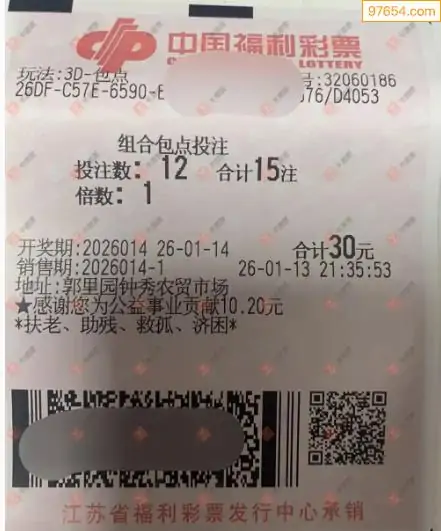 97654.com
中国福利彩票
玩法:3D-包点 号:32060186
26DF-C57E-6590- 76/D4053
组合包点投注
投注数: 12 合计15注
倍数: 1
开奖期:2026014 26-01-14 合计30元
销售期:2026014-1 26-01-13 21:35:53
地址:郭里园钟秀农贸市场
★感谢您为公益事业贡献10.20元
*扶老、助残、救孤、济困*
江苏省福利彩票发行中心承销